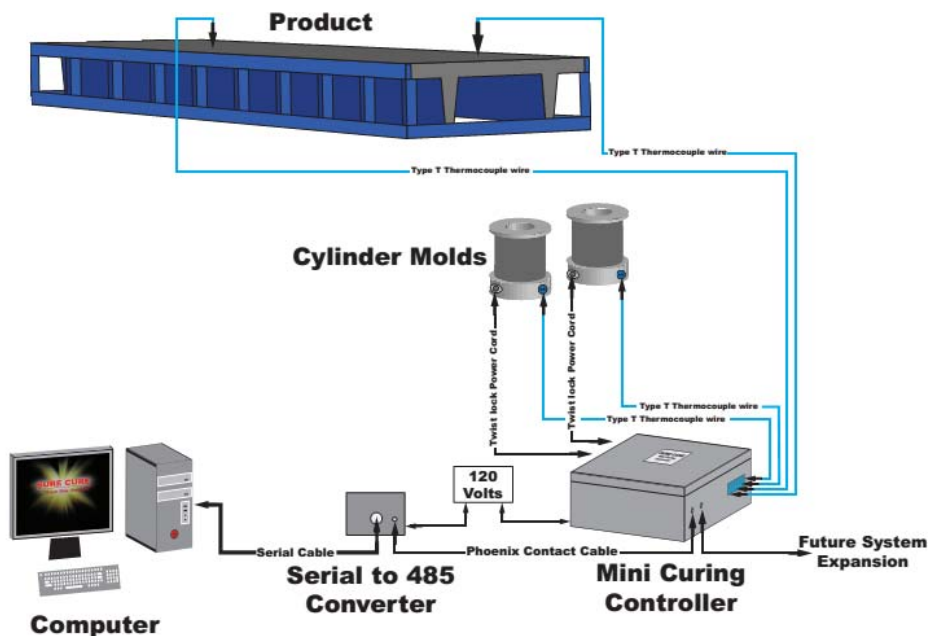 Product
Type T Thermocouple wire
Type T Thermocouple wire
Cylinder Molds
Twist lock Power Cord
Twist lock Power Cord
Type T Thermocouple wire
Type T Thermocouple wire
SURE CURE
120
Volts
Serial Cable
Phoenix Contact Cable
Future System
Expansion
Serial to 485
Converter
Mini Curing
Controller
Computer